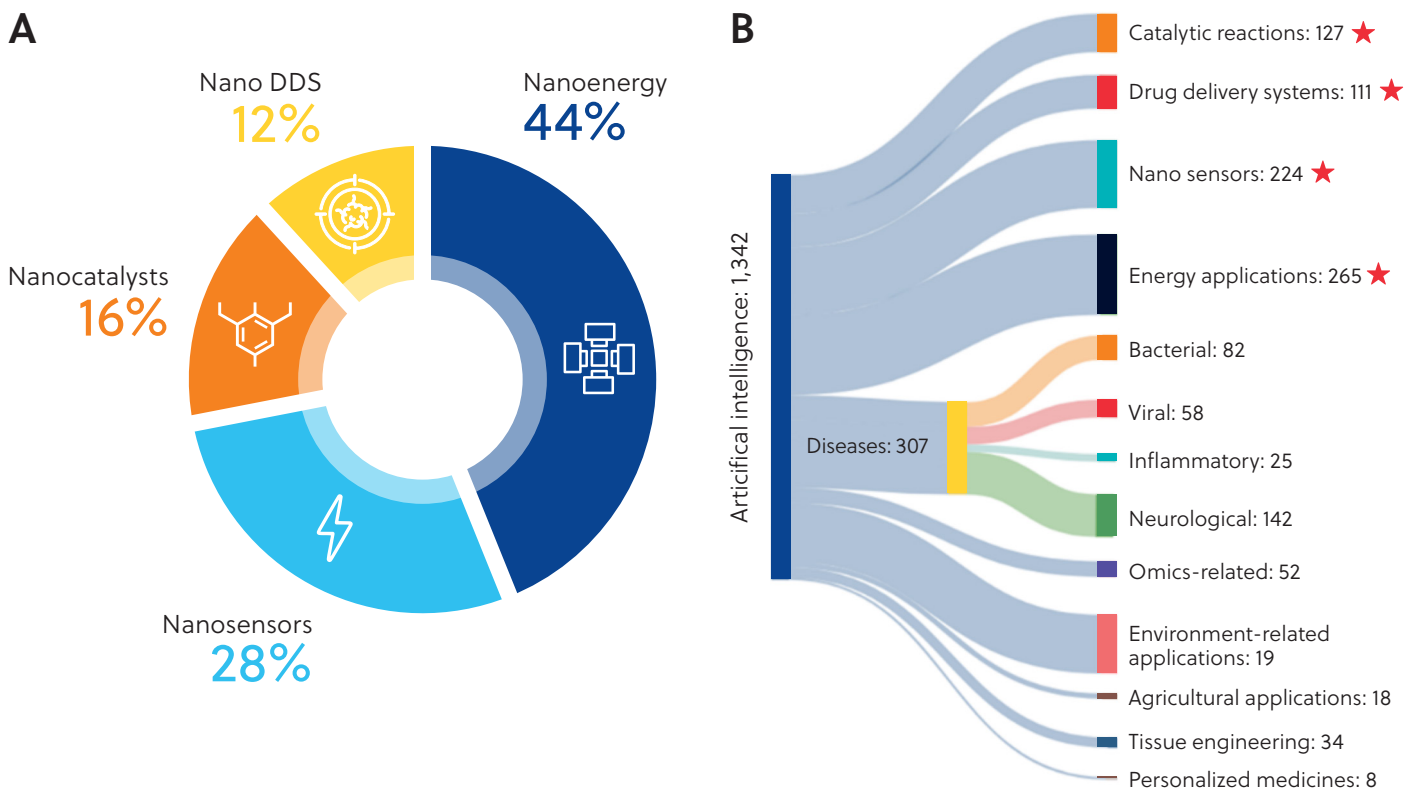 A
Nano DDS
12%
Nanoenergy
44%
Nanocatalysts
16%
Nanosensors
28%
B
Articifical intelligence: 1,342
Diseases: 307
Catalytic reactions: 127
Drug delivery systems: 111
Nano sensors: 224
Energy applications: 265
Bacterial: 82
Viral: 58
Inflammatory: 25
Neurological: 142
Omics-related: 52
Environment-related
applications: 19
Agricultural applications: 18
Tissue engineering: 34
Personalized medicines: 8